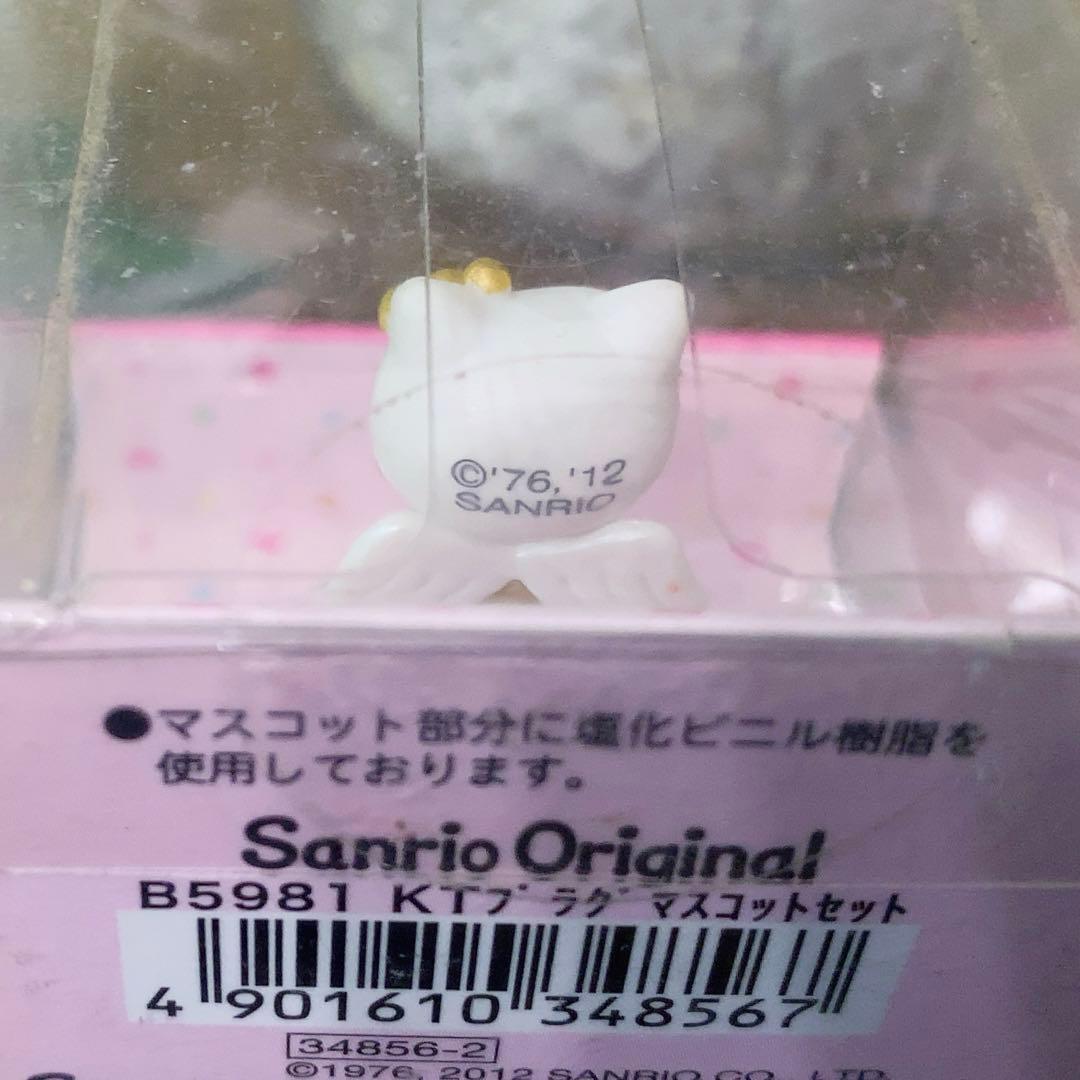 ©'76,'12
SANRIO
●マスコット部分に塩化ビニル樹脂を
使用しております。
Sanrio Original
B5981 KTプラグマスコットセット
4 901610 348567
34856-2
©1976, 2012 SANRIO CO., LTD.